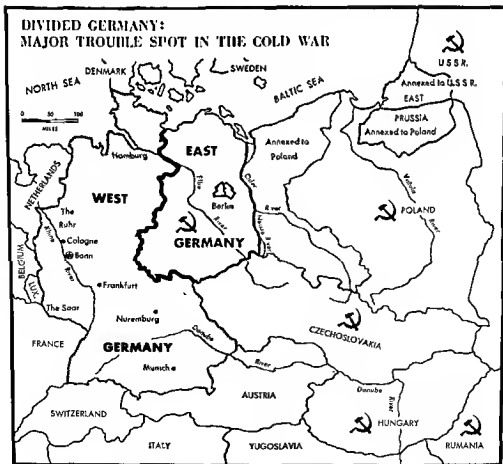 DIVIDED GERMANY:
MAJOR TROUBLE SPOT IN THE COLD WAR
NORTH SEA
DENMARK
SWEDEN
BALTIC SEA
U.S.S.R.
Annexed to U.S.S.R.
EAST
PRUSSIA
Annexed to Poland
0 50 100
MILES
Hamburg
EAST
Annexed to
Poland
NETHERLANDS
WEST
Elbe
River
Berlin
Oder
River
Neisse River
Vistula
River
POLAND
GERMANY
The
Ruhr
Cologne
Bonn
Rhine
River
BELGIUM
LUX.
Frankfurt
The Saar
Nuremburg
CZECHOSLOVAKIA
FRANCE
GERMANY
Danube
River
Munich
AUSTRIA
Danube
River
HUNGARY
SWITZERLAND
ITALY
YUGOSLAVIA
RUMANIA